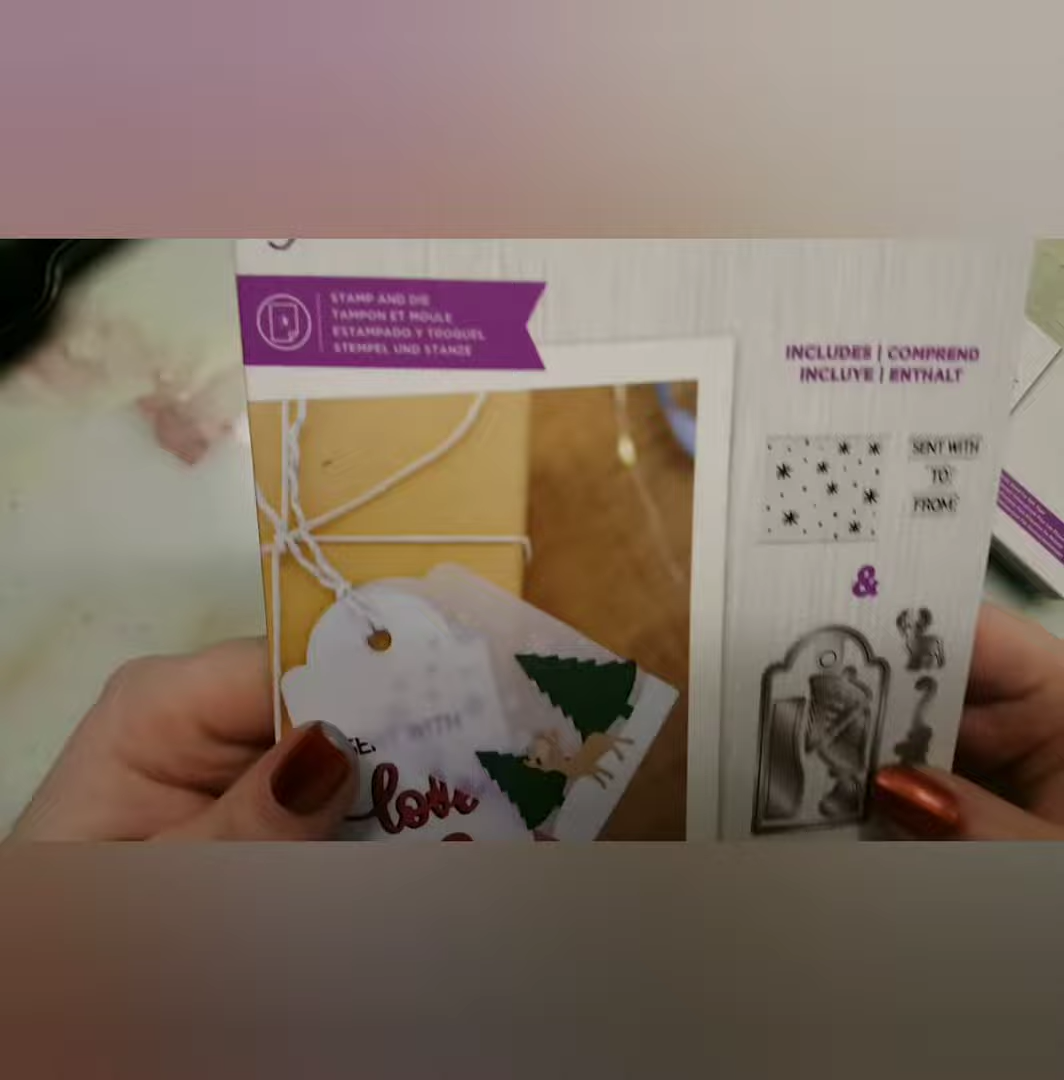 STAMP AND DIE
TAMPON ET MOULE
ESTAMPADO Y TROQUEL
STEMPEL UND STANZE
INCLUDES | COMPREND
INCLUYE | ENTHALT
SENT WITH
TO:
FROM:
&
WITH
love